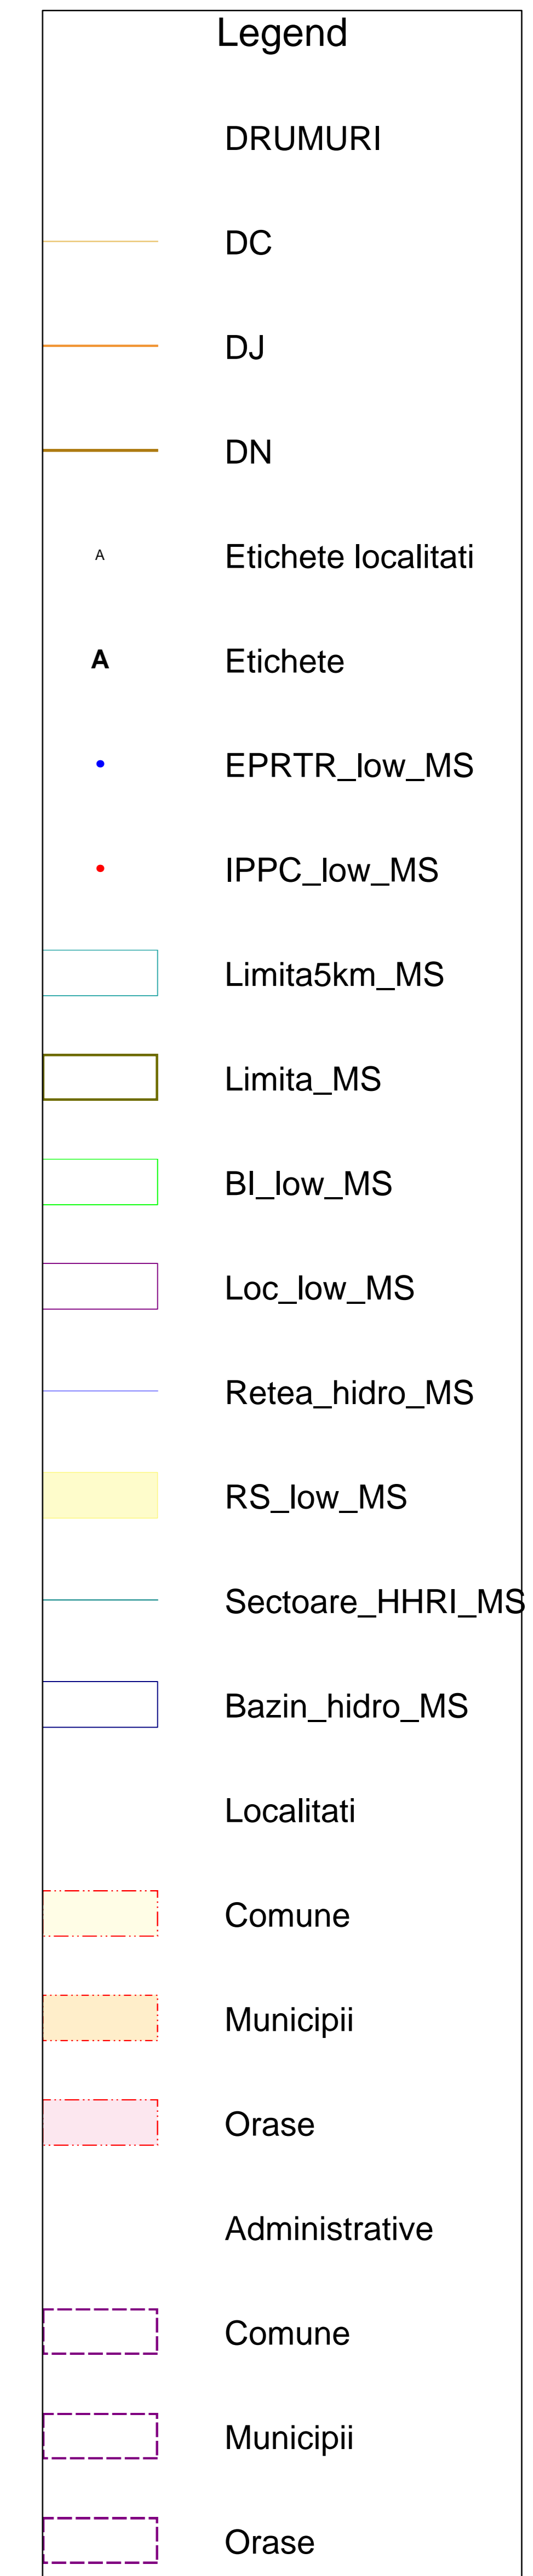 Legend
DRUMURI
DC
DJ
DN
A Etichete localitati
A Etichete
EPRTR_low_MS
IPPC_low_MS
Limita5km_MS
Limita_MS
BI_low_MS
Loc_low_MS
Retea_hidro_MS
RS_low_MS
Sectoare_HHRI_MS
Bazin_hidro_MS
Localitati
Comune
Municipii
Orase
Administrative
Comune
Municipii
Orase